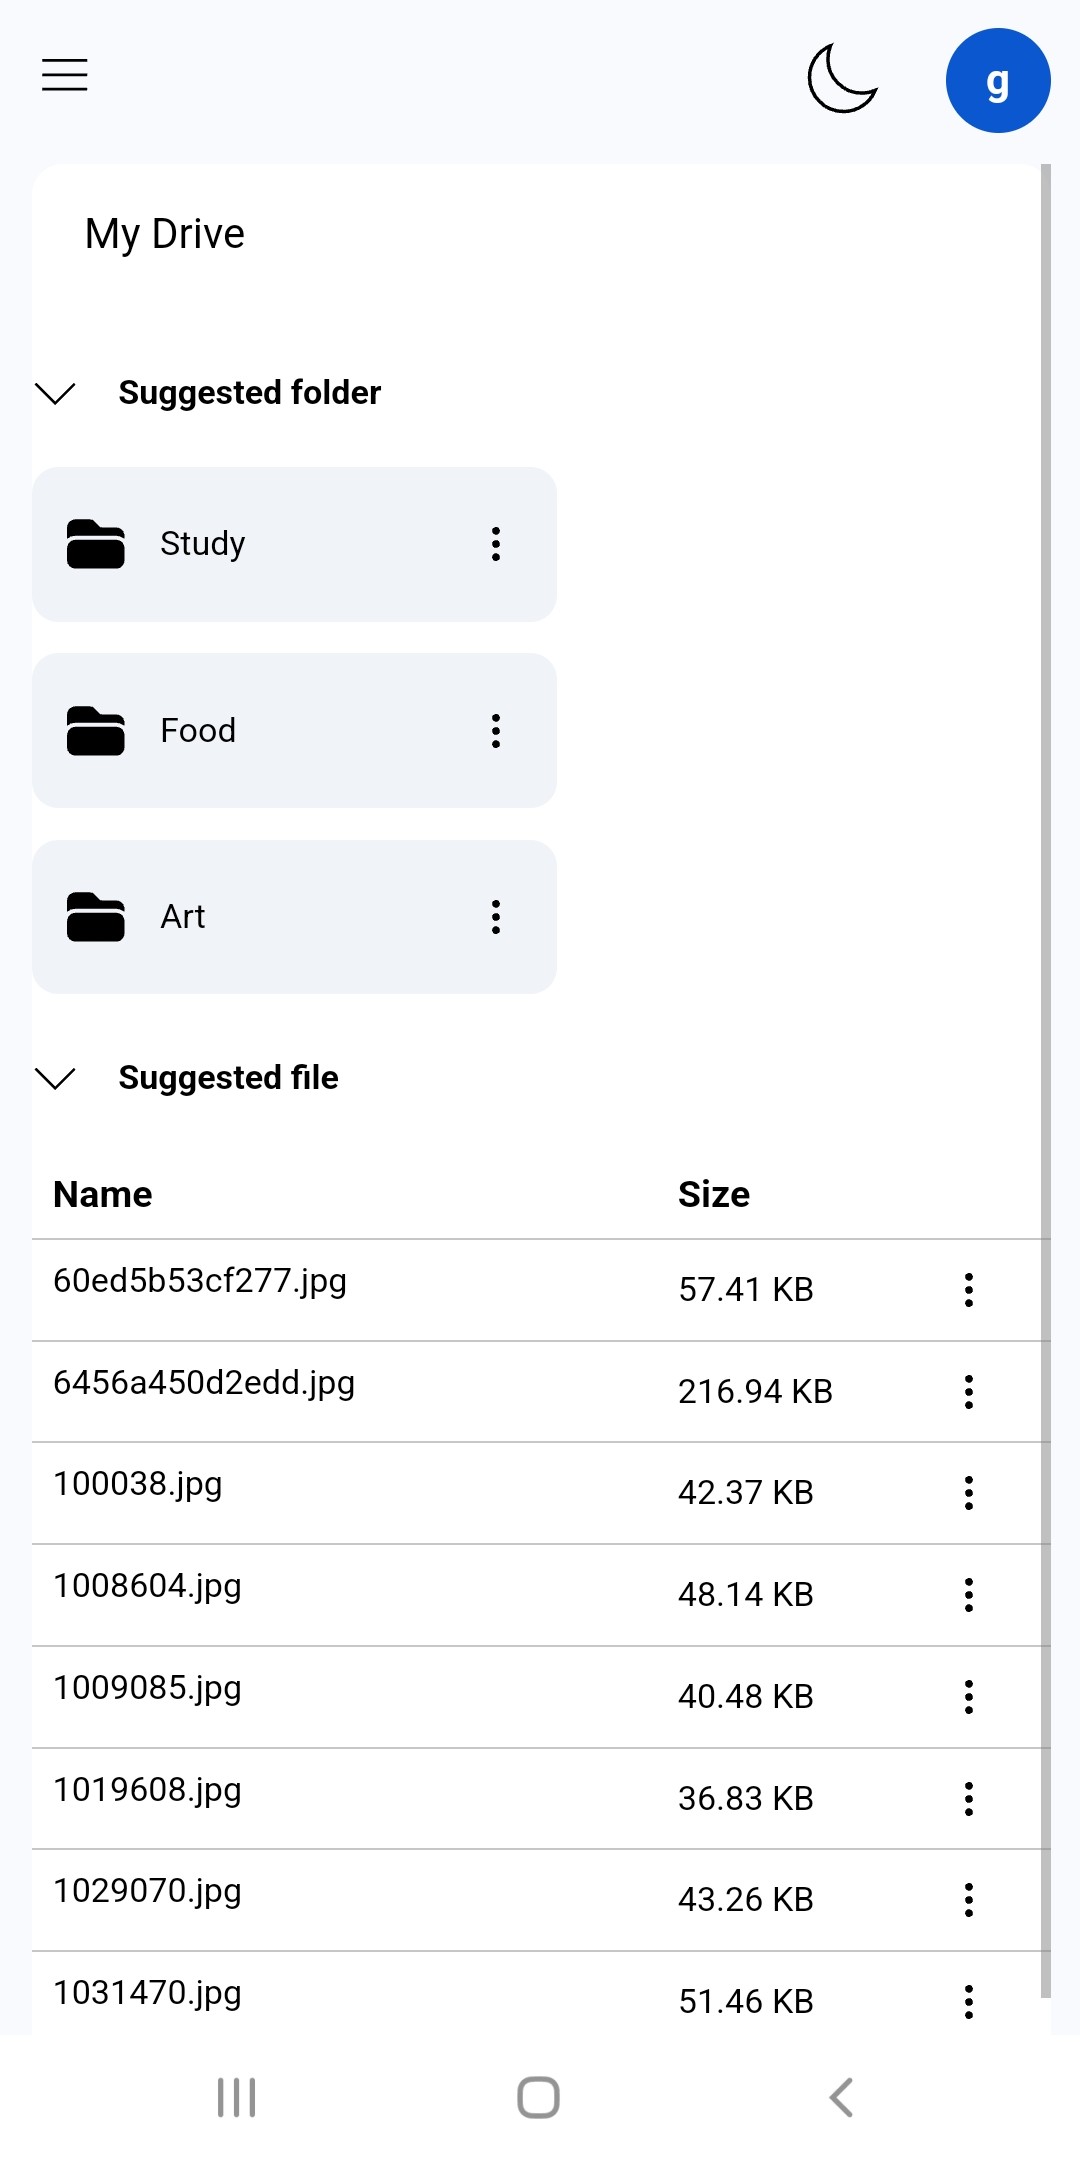 g
My Drive
Suggested folder
Study
Food
Art
Suggested file
Name Size
60ed5b53cf277.jpg 57.41 KB
6456a450d2edd.jpg 216.94 KB
100038.jpg 42.37 KB
1008604.jpg 48.14 KB
1009085.jpg 40.48 KB
1019608.jpg 36.83 KB
1029070.jpg 43.26 KB
1031470.jpg 51.46 KB